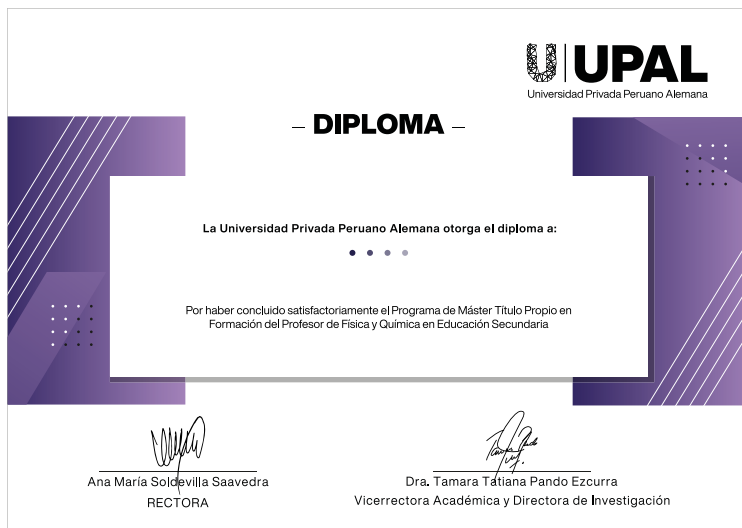 UPAL
Universidad Privada Peruano Alemana
– DIPLOMA –
La Universidad Privada Peruano Alemana otorga el diploma a:
Por haber concluido satisfactoriamente el Programa de Máster Título Propio en
Formación del Profesor de Física y Química en Educación Secundaria
Ana María Soldevilla Saavedra
RECTORA
Dra. Tamara Tatiana Pando Ezcurra
Vicerrectora Académica y Directora de Investigación